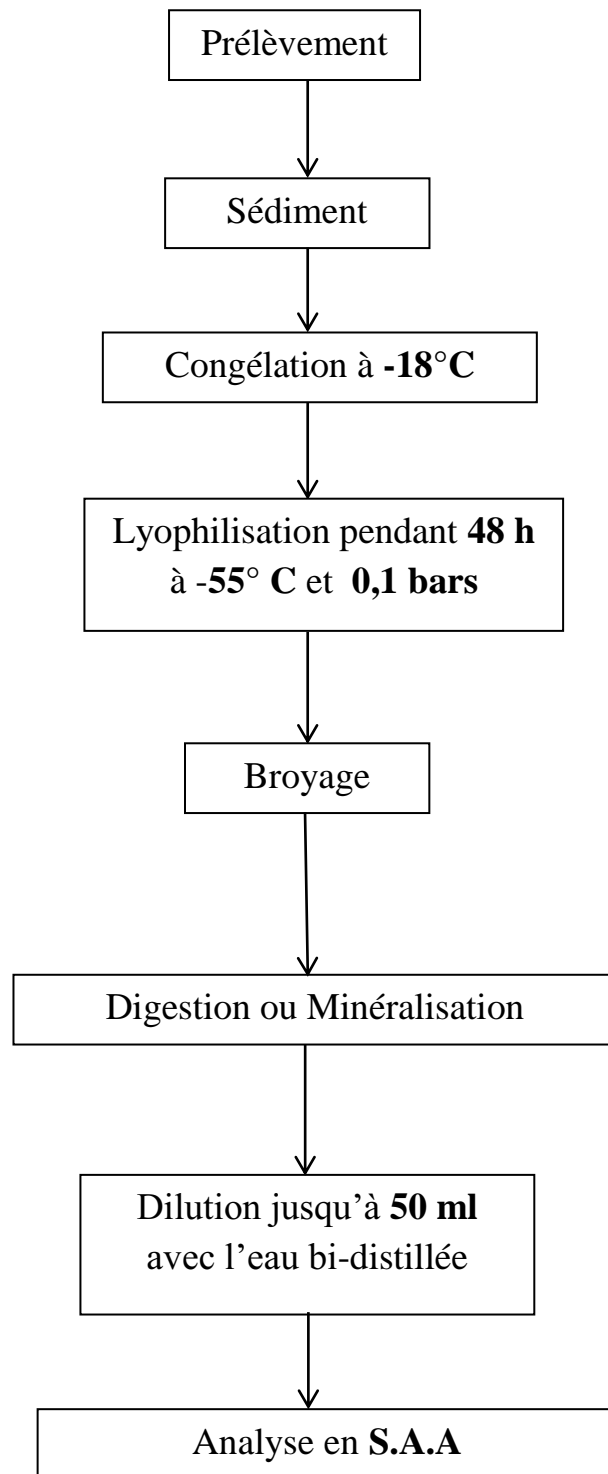 Prélèvement
Sédiment
Congélation à -18°C
Lyophilisation pendant 48 h
à -55° C et 0,1 bars
Broyage
Digestion ou Minéralisation
Dilution jusqu’à 50 ml
avec l’eau bi-distillée
Analyse en S.A.A